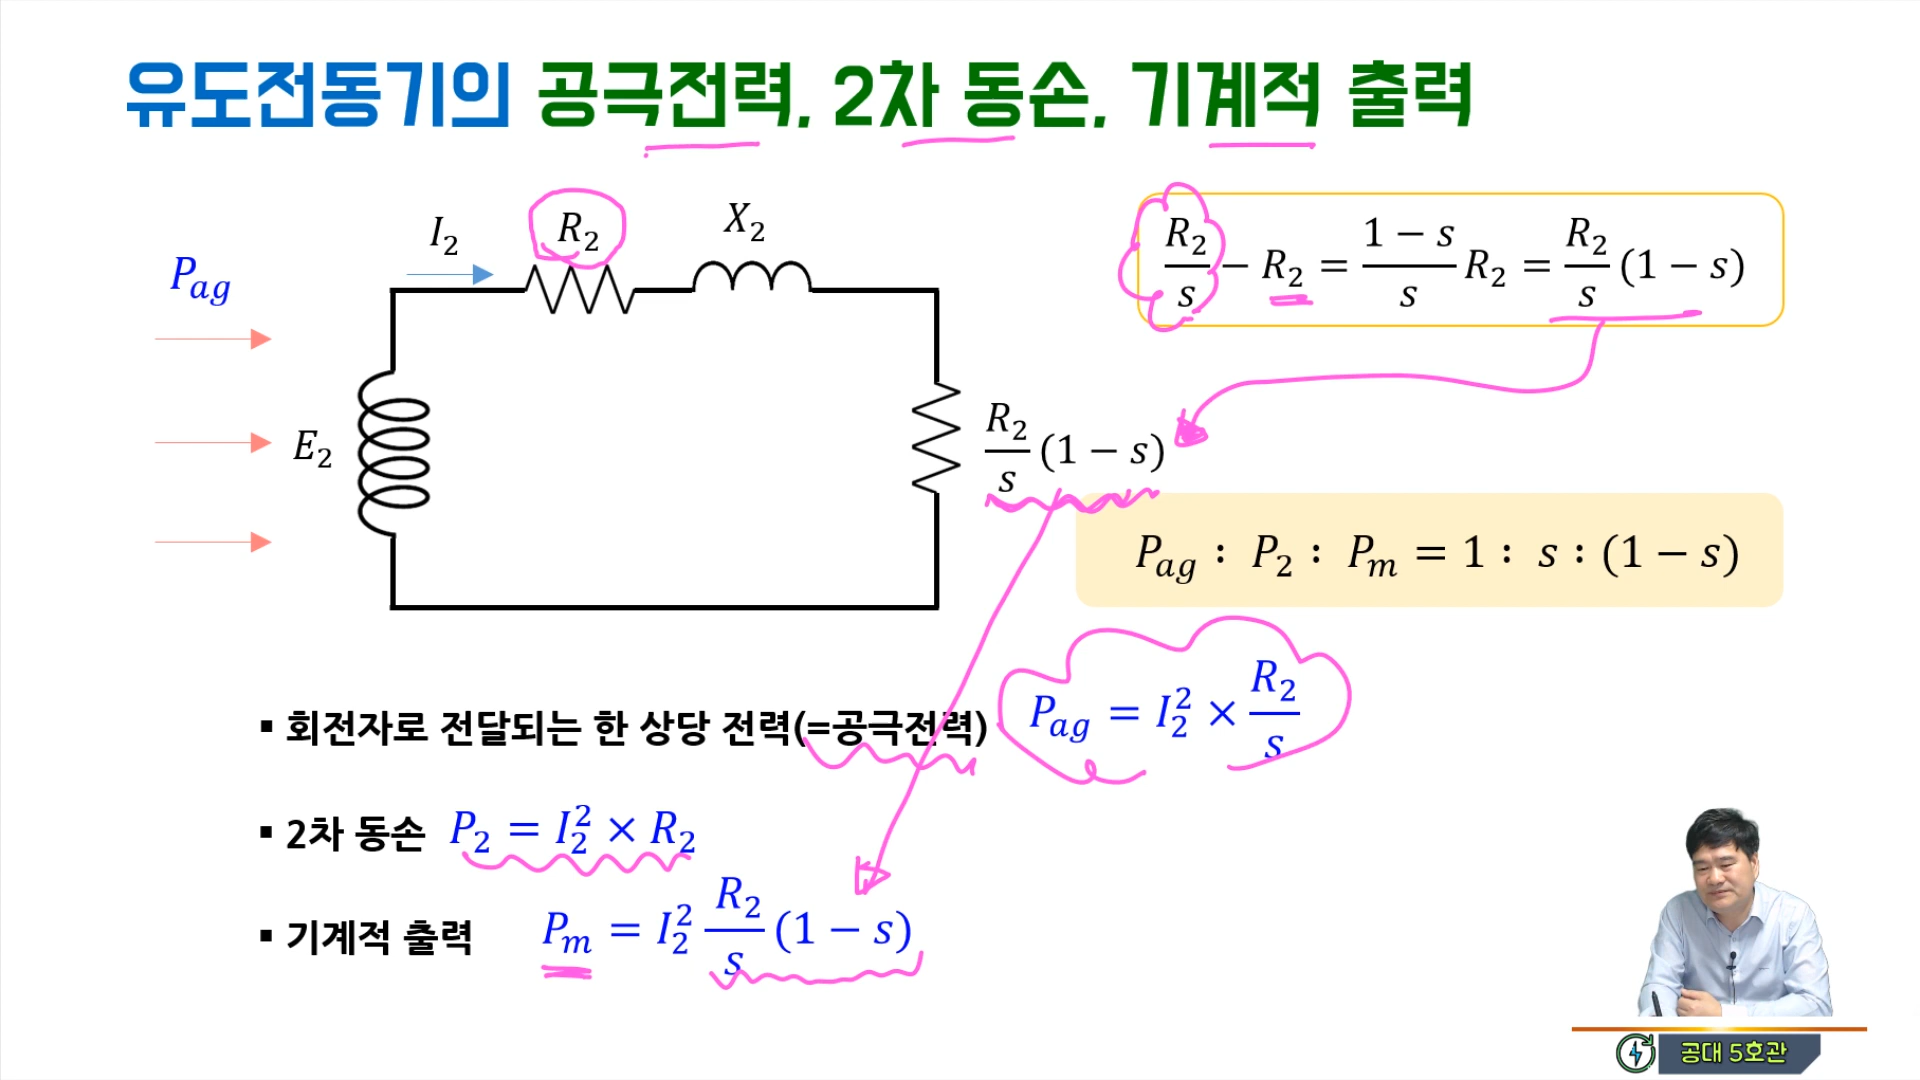 유도전동기의 공극전력, 2차 동손, 기계적 출력
P_ag
I₂
R₂
X₂
E₂
R₂/s − R₂ = (1 − s)/s R₂ = R₂/s (1 − s)
R₂/s (1 − s)
P_ag : P₂ : P_m = 1 : s : (1 − s)
▪ 회전자로 전달되는 한 상당 전력(=공극전력) P_ag = I₂² × R₂/s
▪ 2차 동손 P₂ = I₂² × R₂
▪ 기계적 출력 P_m = I₂² R₂/s (1 − s)
공대 5호관